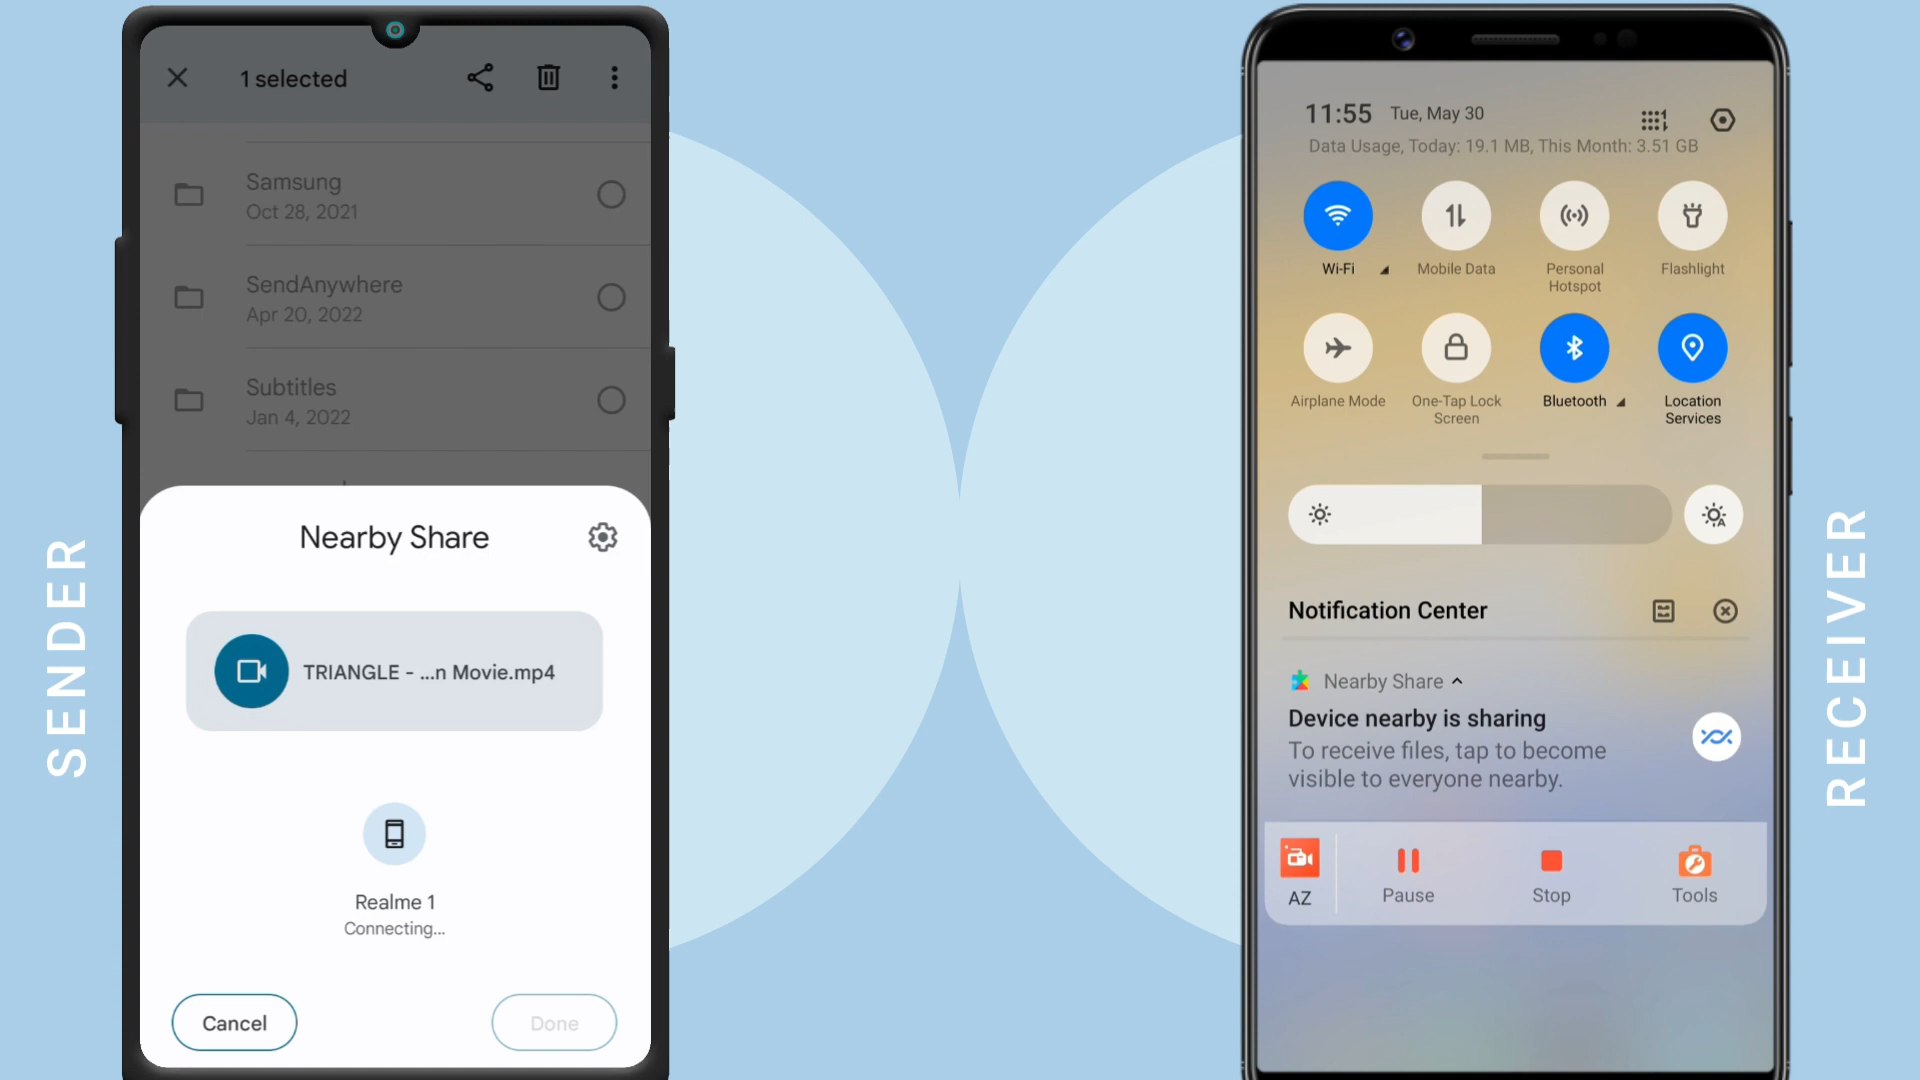 SENDER
1 selected
Samsung
Oct 28, 2021
SendAnywhere
Apr 20, 2022
Subtitles
Jan 4, 2022
Nearby Share
TRIANGLE - ...n Movie.mp4
Realme 1
Connecting...
Cancel
Done
11:55 Tue, May 30
Data Usage, Today: 19.1 MB, This Month: 3.51 GB
Wi-Fi
Mobile Data
Personal
Hotspot
Flashlight
Airplane Mode
One-Tap Lock
Screen
Bluetooth
Location
Services
Notification Center
Nearby Share
Device nearby is sharing
To receive files, tap to become
visible to everyone nearby.
AZ
Pause
Stop
Tools
RECEIVER